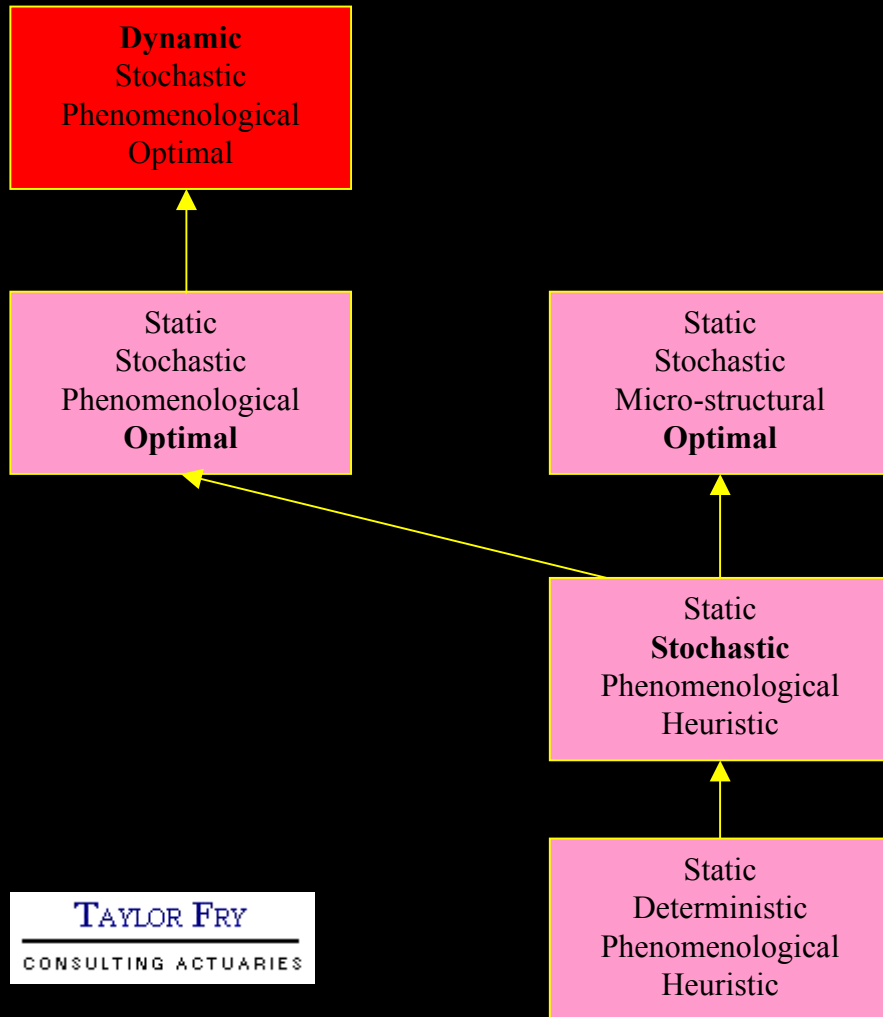 Dynamic
Stochastic
Phenomenological
Optimal
Static
Stochastic
Phenomenological
Optimal
Static
Stochastic
Micro-structural
Optimal
Static
Stochastic
Phenomenological
Heuristic
Static
Deterministic
Phenomenological
Heuristic
TAYLOR FRY
CONSULTING ACTUARIES